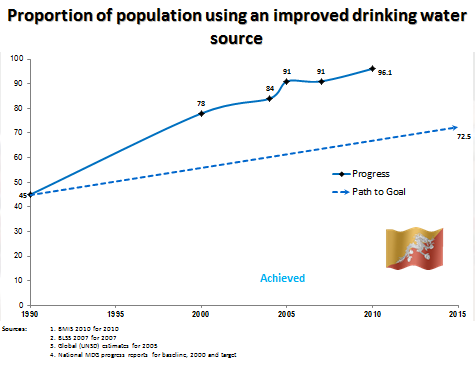 Proportion of population using an improved drinking water
source
100
90
80
70
60
50
40
30
20
10
0
45
78
84
91
91
96.1
72.5
Progress
Path to Goal
Achieved
1990
1995
2000
2005
2010
2015
Sources:
1. BMIS 2010 for 2010
2. BLSS 2007 for 2007
3. Global (UNSD) estimates for 2005
4. National MDG progress reports for baseline, 2000 and target